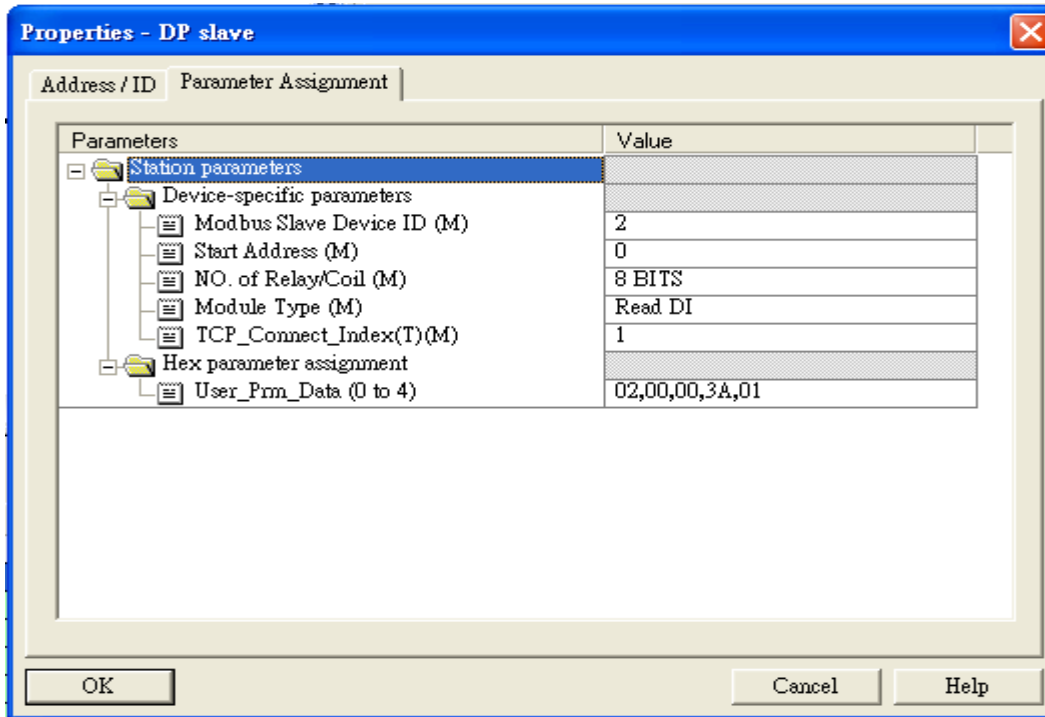 Properties - DP slave
Address / ID Parameter Assignment
Parameters Value
Station parameters
Device-specific parameters
Modbus Slave Device ID (M) 2
Start Address (M) 0
NO. of Relay/Coil (M) 8 BITS
Module Type (M) Read DI
TCP_Connect_Index(T)(M) 1
Hex parameter assignment
User_Prm_Data (0 to 4) 02,00,00,3A,01
OK Cancel Help